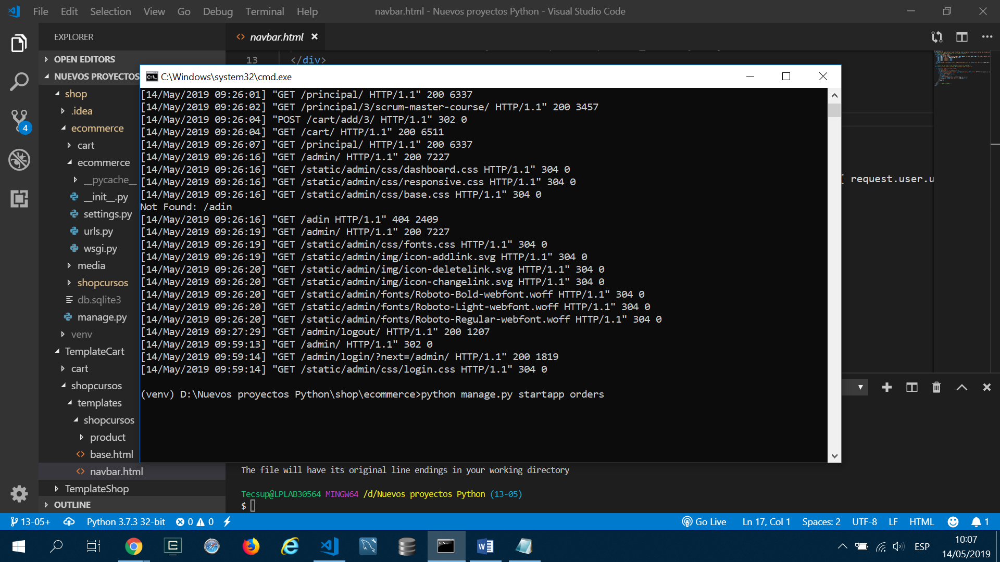 File Edit Selection View Go Debug Terminal Help
navbar.html - Nuevos proyectos Python - Visual Studio Code
EXPLORER
navbar.html
OPEN EDITORS
NUEVOS PROYECTOS
shop
.idea
ecommerce
cart
ecommerce
__pycache__
__init__.py
settings.py
urls.py
wsgi.py
media
shopcursos
db.sqlite3
manage.py
venv
TemplateCart
cart
shopcursos
templates
shopcursos
product
base.html
navbar.html
TemplateShop
OUTLINE
4
13 </div>
{ request.user.u
C:\Windows\system32\cmd.exe
[14/May/2019 09:26:01] "GET /principal/ HTTP/1.1" 200 6337
[14/May/2019 09:26:02] "GET /principal/3/scrum-master-course/ HTTP/1.1" 200 3457
[14/May/2019 09:26:04] "POST /cart/add/3/ HTTP/1.1" 302 0
[14/May/2019 09:26:04] "GET /cart/ HTTP/1.1" 200 6511
[14/May/2019 09:26:07] "GET /principal/ HTTP/1.1" 200 6337
[14/May/2019 09:26:16] "GET /admin/ HTTP/1.1" 200 7227
[14/May/2019 09:26:16] "GET /static/admin/css/dashboard.css HTTP/1.1" 304 0
[14/May/2019 09:26:16] "GET /static/admin/css/responsive.css HTTP/1.1" 304 0
[14/May/2019 09:26:16] "GET /static/admin/css/base.css HTTP/1.1" 304 0
Not Found: /adin
[14/May/2019 09:26:16] "GET /adin HTTP/1.1" 404 2409
[14/May/2019 09:26:19] "GET /admin/ HTTP/1.1" 200 7227
[14/May/2019 09:26:19] "GET /static/admin/css/fonts.css HTTP/1.1" 304 0
[14/May/2019 09:26:19] "GET /static/admin/img/icon-addlink.svg HTTP/1.1" 304 0
[14/May/2019 09:26:20] "GET /static/admin/img/icon-deletelink.svg HTTP/1.1" 304 0
[14/May/2019 09:26:20] "GET /static/admin/img/icon-changelink.svg HTTP/1.1" 304 0
[14/May/2019 09:26:20] "GET /static/admin/fonts/Roboto-Bold-webfont.woff HTTP/1.1" 304 0
[14/May/2019 09:26:20] "GET /static/admin/fonts/Roboto-Light-webfont.woff HTTP/1.1" 304 0
[14/May/2019 09:26:20] "GET /static/admin/fonts/Roboto-Regular-webfont.woff HTTP/1.1" 304 0
[14/May/2019 09:27:29] "GET /admin/logout/ HTTP/1.1" 200 1207
[14/May/2019 09:59:13] "GET /admin/ HTTP/1.1" 302 0
[14/May/2019 09:59:14] "GET /admin/login/?next=/admin/ HTTP/1.1" 200 1819
[14/May/2019 09:59:14] "GET /static/admin/css/login.css HTTP/1.1" 304 0
(venv) D:\Nuevos proyectos Python\shop\ecommerce>python manage.py startapp orders
The file will have its original line endings in your working directory
Tecsup@LPLAB30564 MINGW64 /d/Nuevos proyectos Python (13-05)
$
13-05+ Python 3.7.3 32-bit 0 0 Go Live Ln 17, Col 1 Spaces: 2 UTF-8 LF HTML 1
ESP
10:07
14/05/2019